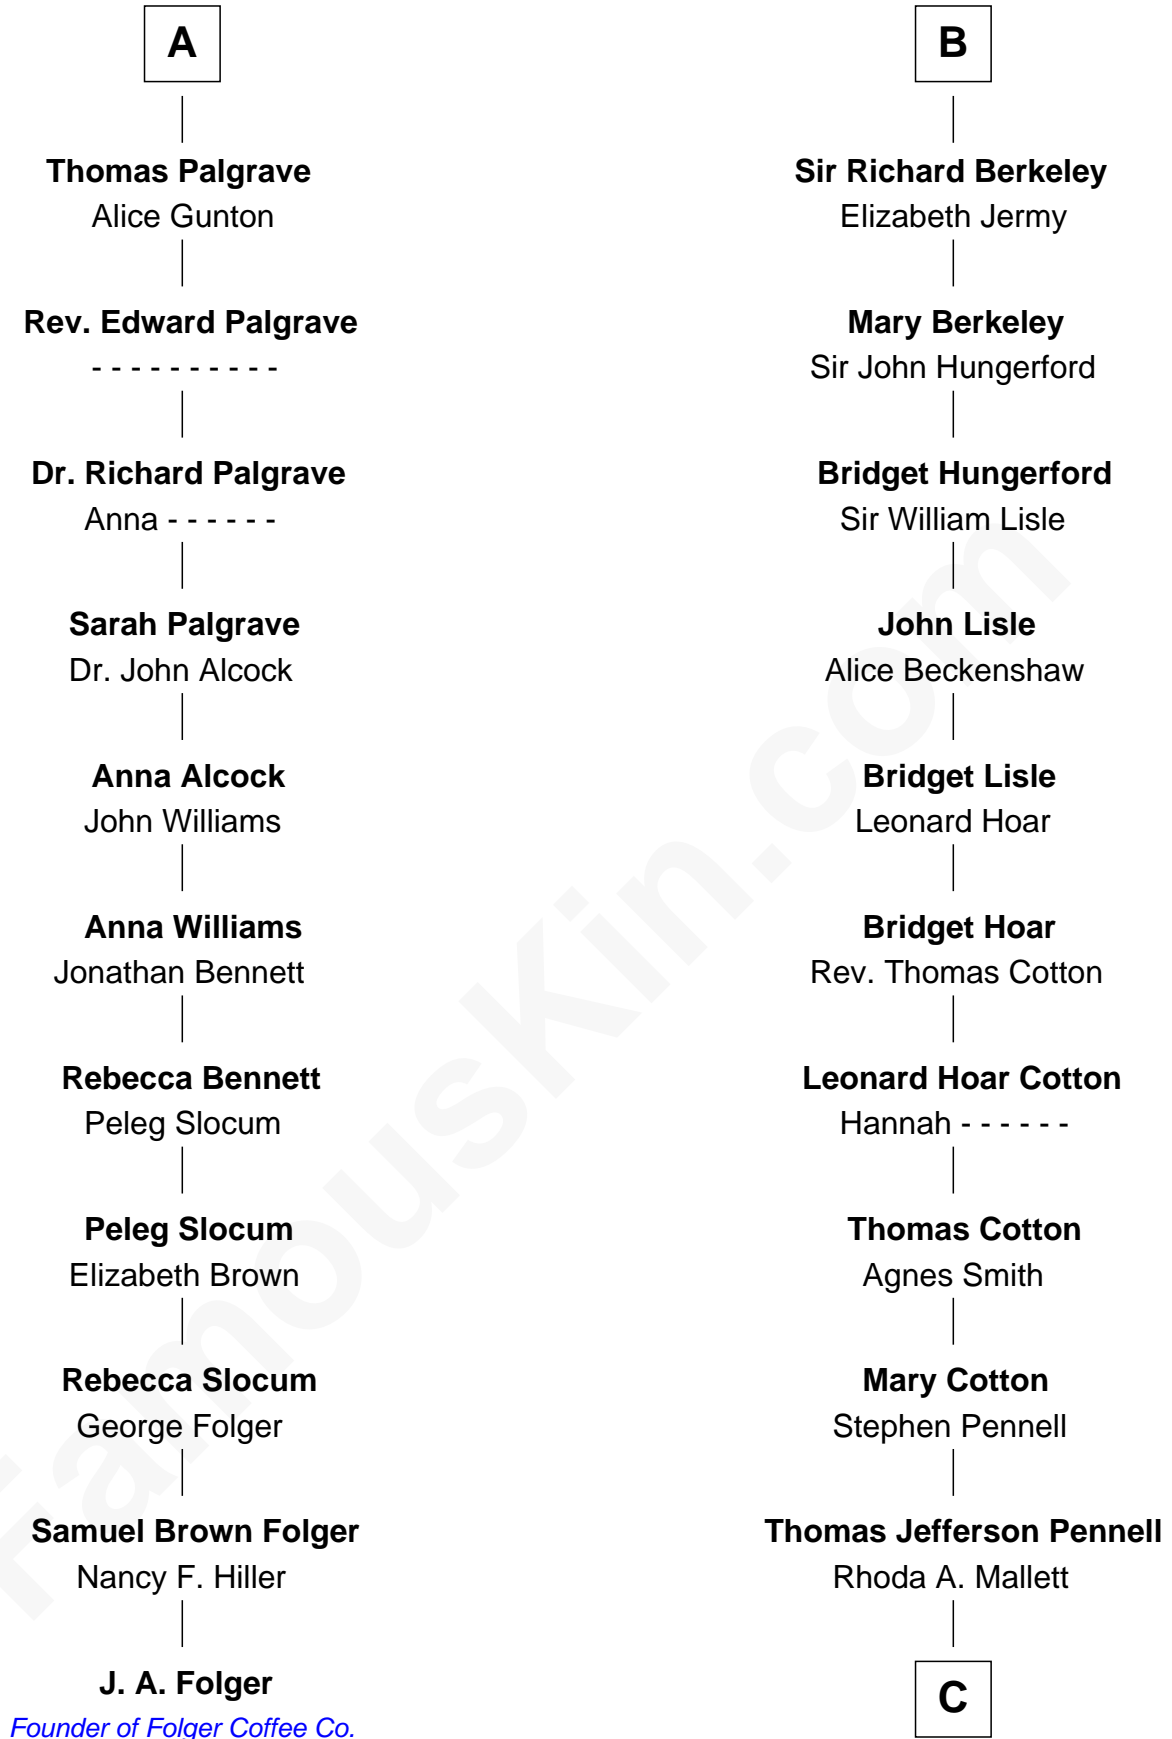 A
Thomas Palgrave
Alice Gunton
Rev. Edward Palgrave
- - - - - - - - - -
Dr. Richard Palgrave
Anna - - - - - -
Sarah Palgrave
Dr. John Alcock
Anna Alcock
John Williams
Anna Williams
Jonathan Bennett
Rebecca Bennett
Peleg Slocum
Peleg Slocum
Elizabeth Brown
Rebecca Slocum
George Folger
Samuel Brown Folger
Nancy F. Hiller
J. A. Folger
Founder of Folger Coffee Co.
B
Sir Richard Berkeley
Elizabeth Jermy
Mary Berkeley
Sir John Hungerford
Bridget Hungerford
Sir William Lisle
John Lisle
Alice Beckenshaw
Bridget Lisle
Leonard Hoar
Bridget Hoar
Rev. Thomas Cotton
Leonard Hoar Cotton
Hannah - - - - - -
Thomas Cotton
Agnes Smith
Mary Cotton
Stephen Pennell
Thomas Jefferson Pennell
Rhoda A. Mallett
C
FamousKin.com